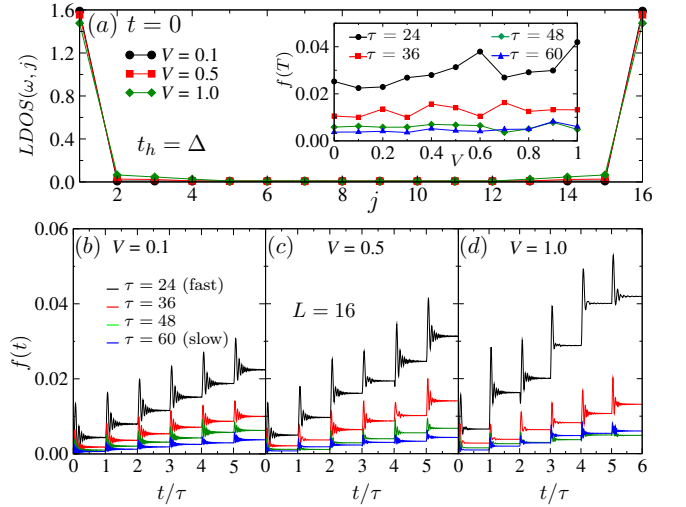 (a) t = 0
V = 0.1
V = 0.5
V = 1.0
t_h = Δ
LDOS(ω, j)
1.6
1.2
0.8
0.4
0.0
2 4 6 8 10 12 14 16
j
τ = 24 τ = 48
τ = 36 τ = 60
f(T)
0.04
0.02
0.00
0 0.2 0.4 0.6 0.8 1
V
(b) V = 0.1
(c) V = 0.5
(d) V = 1.0
τ = 24 (fast)
τ = 36
τ = 48
τ = 60 (slow)
L = 16
f(t)
0.06
0.04
0.02
0.00
0 1 2 3 4 5 0 1 2 3 4 5 0 1 2 3 4 5 6
t/τ t/τ t/τ